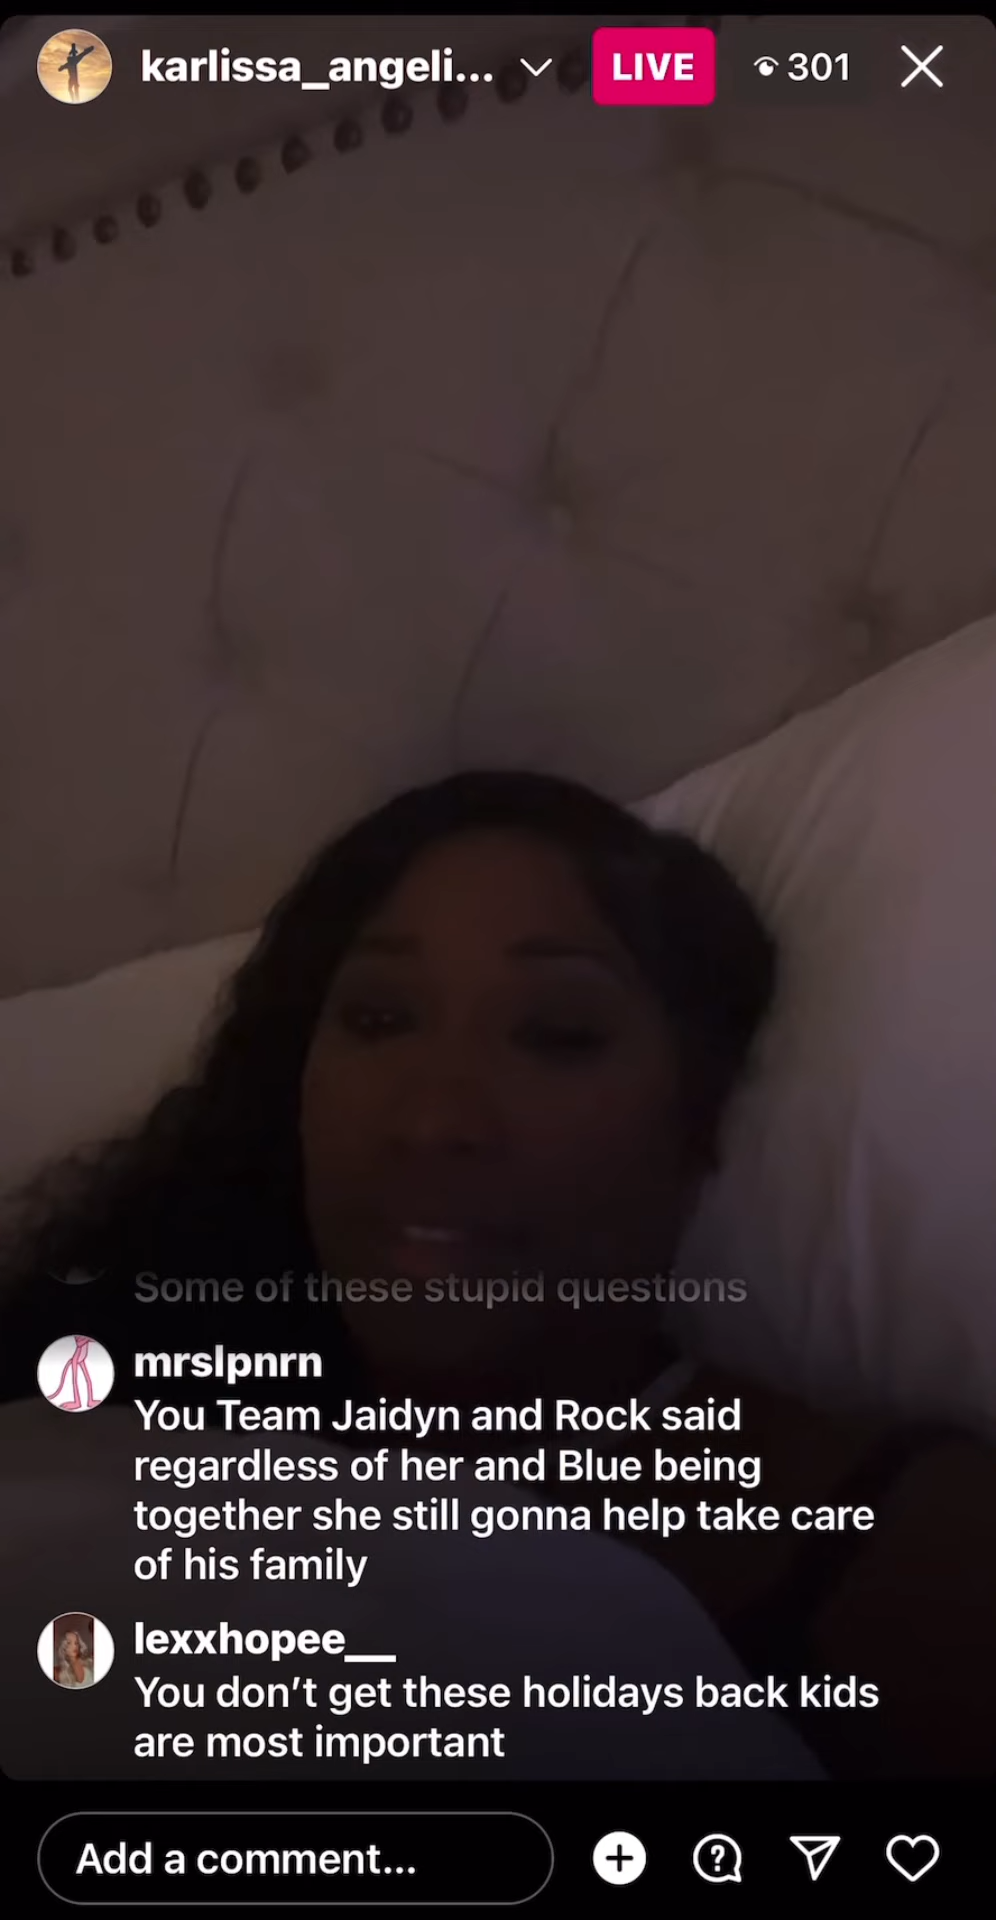 karlissa_angeli...
LIVE
301
Some of these stupid questions
mrslpnrn
You Team Jaidyn and Rock said
regardless of her and Blue being
together she still gonna help take care
of his family
lexxhopee__
You don’t get these holidays back kids
are most important
Add a comment...